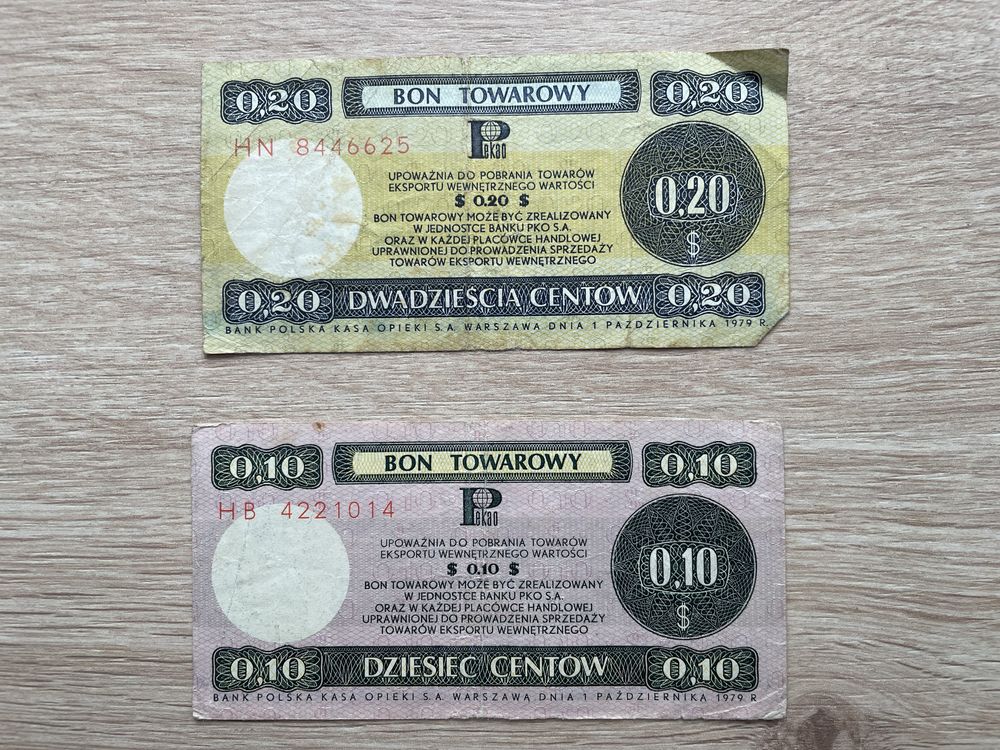 0,20 BON TOWAROWY 0,20
Pekao
HN 8446625
UPOWAŻNIA DO POBRANIA TOWARÓW
EKSPORTU WEWNĘTRZNEGO WARTOŚCI
$ 0.20 $
BON TOWAROWY MOŻE BYĆ ZREALIZOWANY
W JEDNOSTCE BANKU PKO S.A.
ORAZ W KAŻDEJ PLACÓWCE HANDLOWEJ
UPRAWNIONEJ DO PROWADZENIA SPRZEDAŻY
TOWARÓW EKSPORTU WEWNĘTRZNEGO
0,20
$
0,20 DWADZIEŚCIA CENTÓW 0,20
BANK POLSKA KASA OPIEKI S.A. WARSZAWA DNIA 1 PAŹDZIERNIKA 1979 R.
0,10 BON TOWAROWY 0,10
Pekao
HB 4221014
UPOWAŻNIA DO POBRANIA TOWARÓW
EKSPORTU WEWNĘTRZNEGO WARTOŚCI
$ 0.10 $
BON TOWAROWY MOŻE BYĆ ZREALIZOWANY
W JEDNOSTCE BANKU PKO S.A.
ORAZ W KAŻDEJ PLACÓWCE HANDLOWEJ
UPRAWNIONEJ DO PROWADZENIA SPRZEDAŻY
TOWARÓW EKSPORTU WEWNĘTRZNEGO
0,10
$
0,10 DZIESIĘĆ CENTÓW 0,10
BANK POLSKA KASA OPIEKI S.A. WARSZAWA DNIA 1 PAŹDZIERNIKA 1979 R